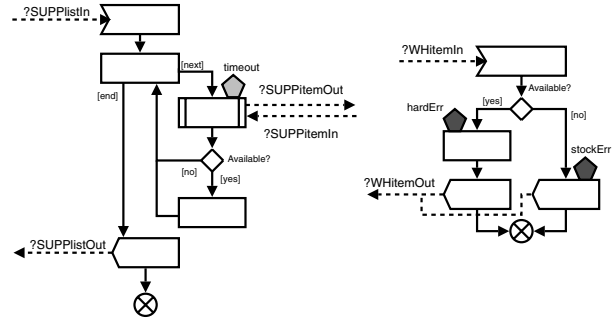 ?SUPPlistIn
[next]
timeout
[end]
?SUPPitemOut
?SUPPitemIn
Available?
[no]
[yes]
?SUPPlistOut
?WHitemIn
Available?
hardErr
[yes]
[no]
stockErr
?WHitemOut